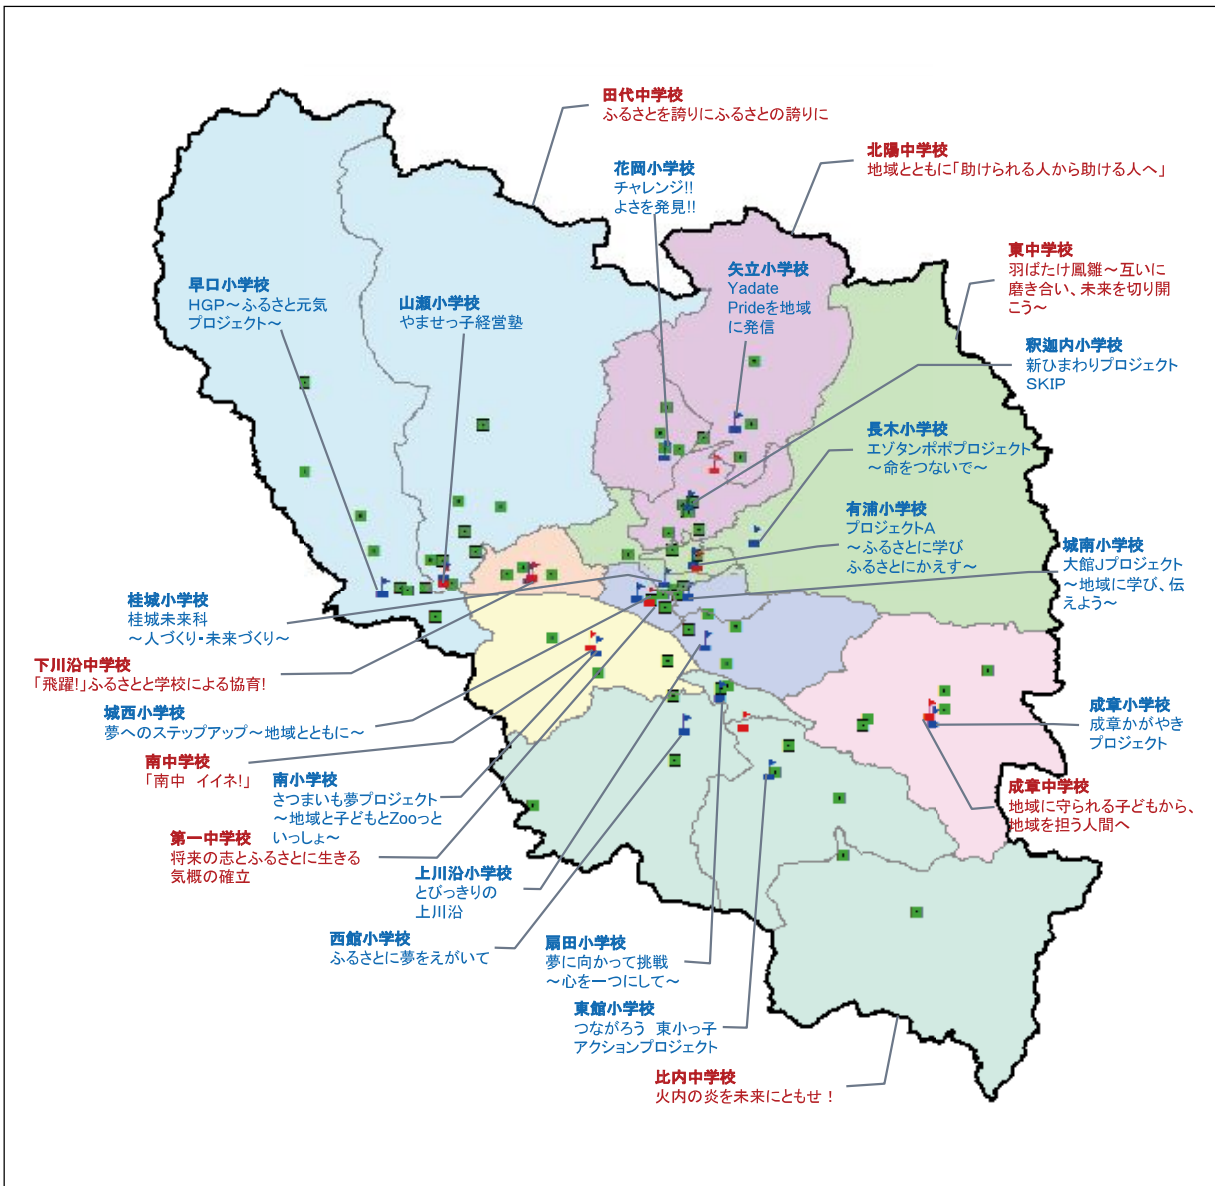 田代中学校
ふるさとを誇りにふるさとの誇りに
北陽中学校
地域とともに「助けられる人から助ける人へ」
花岡小学校
チャレンジ!!
よさを発見!!
東中学校
羽ばたけ鳳雛～互いに
磨き合い、未来を切り開
こう～
矢立小学校
Yadate
Prideを地域
に発信
早口小学校
HGP～ふるさと元気
プロジェクト～
山瀬小学校
やませっ子経営塾
釈迦内小学校
新ひまわりプロジェクト
SKIP
長木小学校
エゾタンポポプロジェクト
～命をつないで～
有浦小学校
プロジェクトA
～ふるさとに学び
ふるさとにかえす～
城南小学校
大館Jプロジェクト
～地域に学び、伝
えよう～
桂城小学校
桂城未来科
～人づくり・未来づくり～
下川沿中学校
「飛躍!」ふるさとと学校による協育!
城西小学校
夢へのステップアップ～地域とともに～
南中学校
「南中　イイネ!」
南小学校
さつまいも夢プロジェクト
～地域と子どもとZooっと
いっしょ～
第一中学校
将来の志とふるさとに生きる
気概の確立
成章小学校
成章かがやき
プロジェクト
成章中学校
地域に守られる子どもから、
地域を担う人間へ
上川沿小学校
とびっきりの
上川沿
西館小学校
ふるさとに夢をえがいて
扇田小学校
夢に向かって挑戦
～心を一つにして～
東館小学校
つながろう　東小っ子
アクションプロジェクト
比内中学校
火内の炎を未来にともせ！